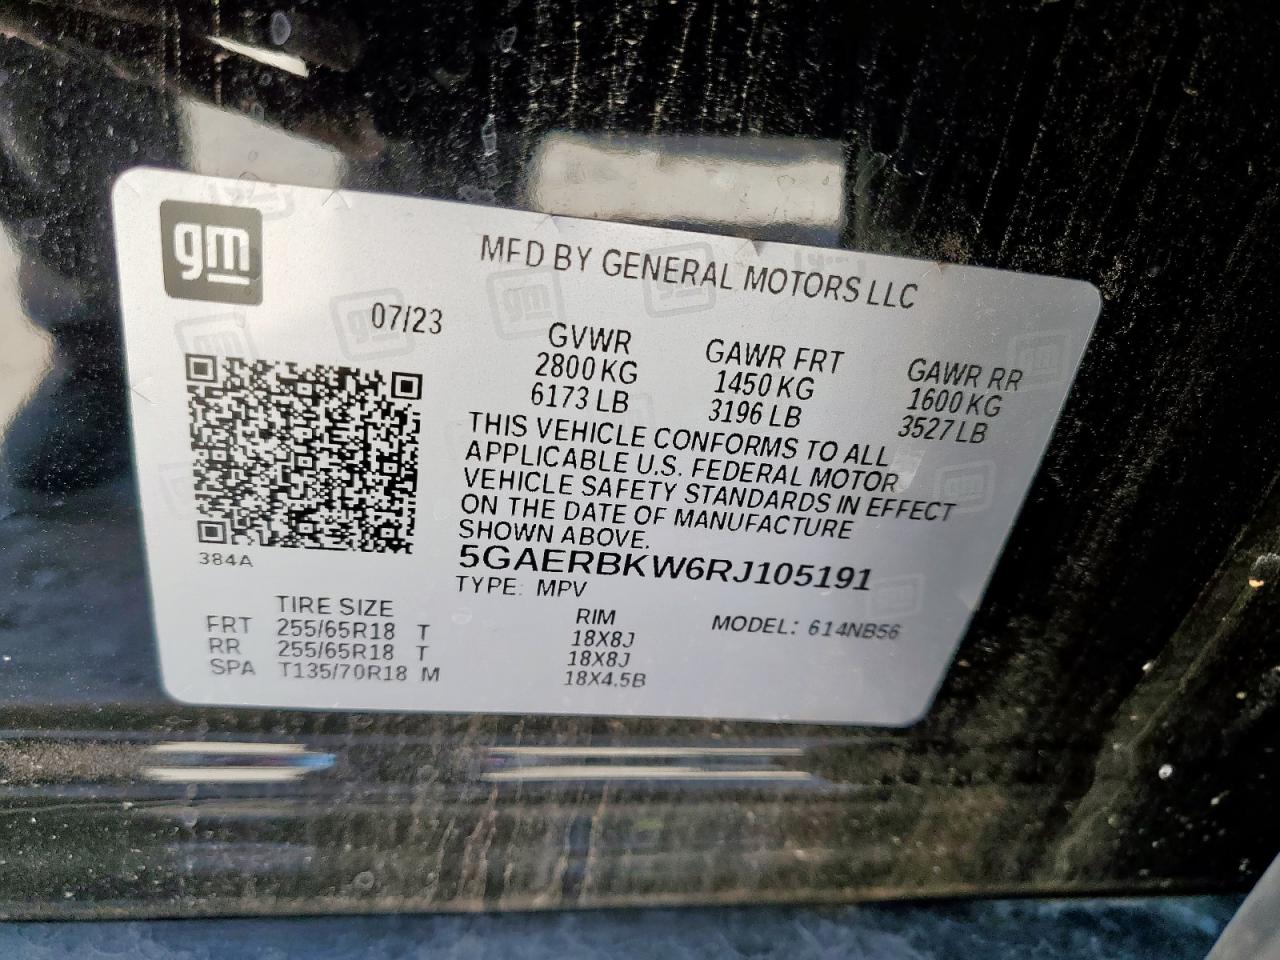 gm
MFD BY GENERAL MOTORS LLC
07/23
GVWR GAWR FRT GAWR RR
2800 KG 1450 KG 1600 KG
6173 LB 3196 LB 3527 LB
THIS VEHICLE CONFORMS TO ALL
APPLICABLE U.S. FEDERAL MOTOR
VEHICLE SAFETY STANDARDS IN EFFECT
ON THE DATE OF MANUFACTURE
SHOWN ABOVE.
5GAERBKW6RJ105191
384A
TYPE: MPV
TIRE SIZE RIM MODEL: 614NB56
FRT 255/65R18 T 18X8J
RR 255/65R18 T 18X8J
SPA T135/70R18 M 18X4.5B